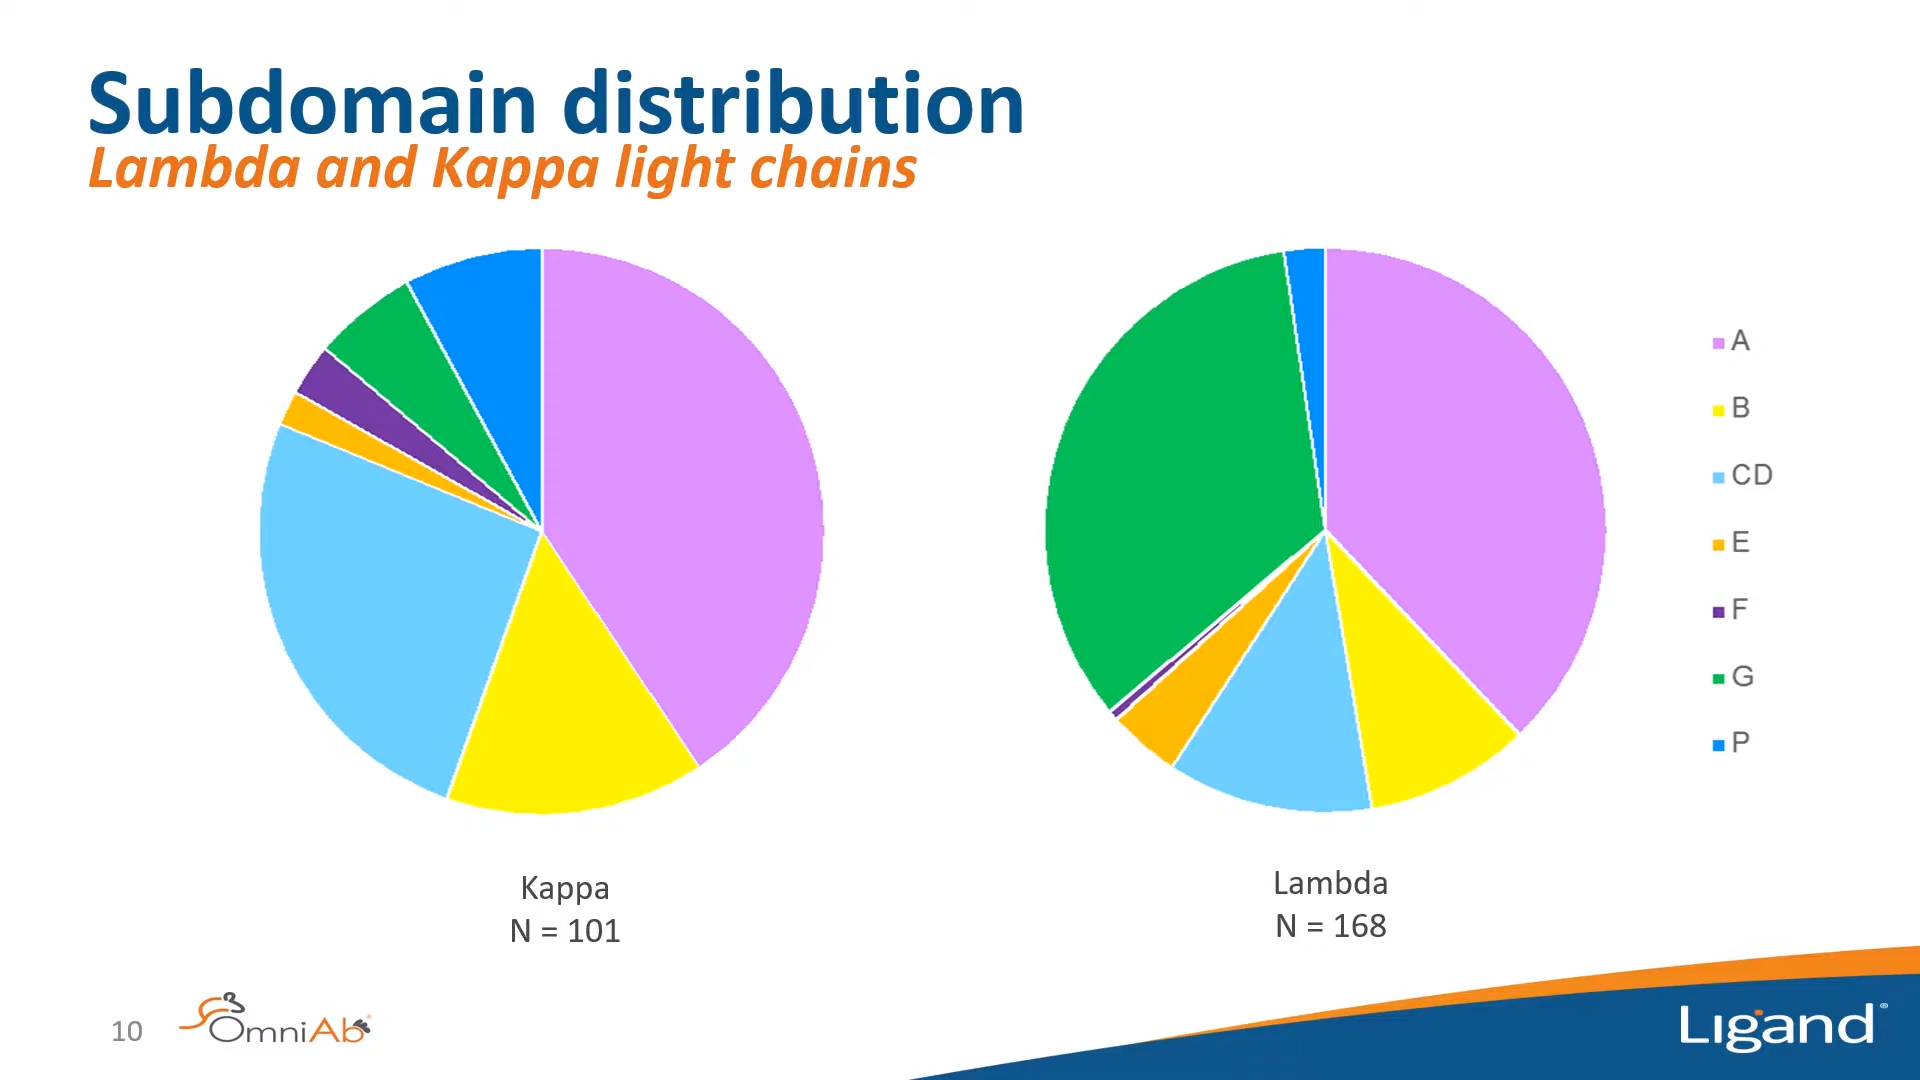 Subdomain distribution
Lambda and Kappa light chains
A
B
CD
E
F
G
P
Kappa
N = 101
Lambda
N = 168
10
OmniAb®
Ligand®